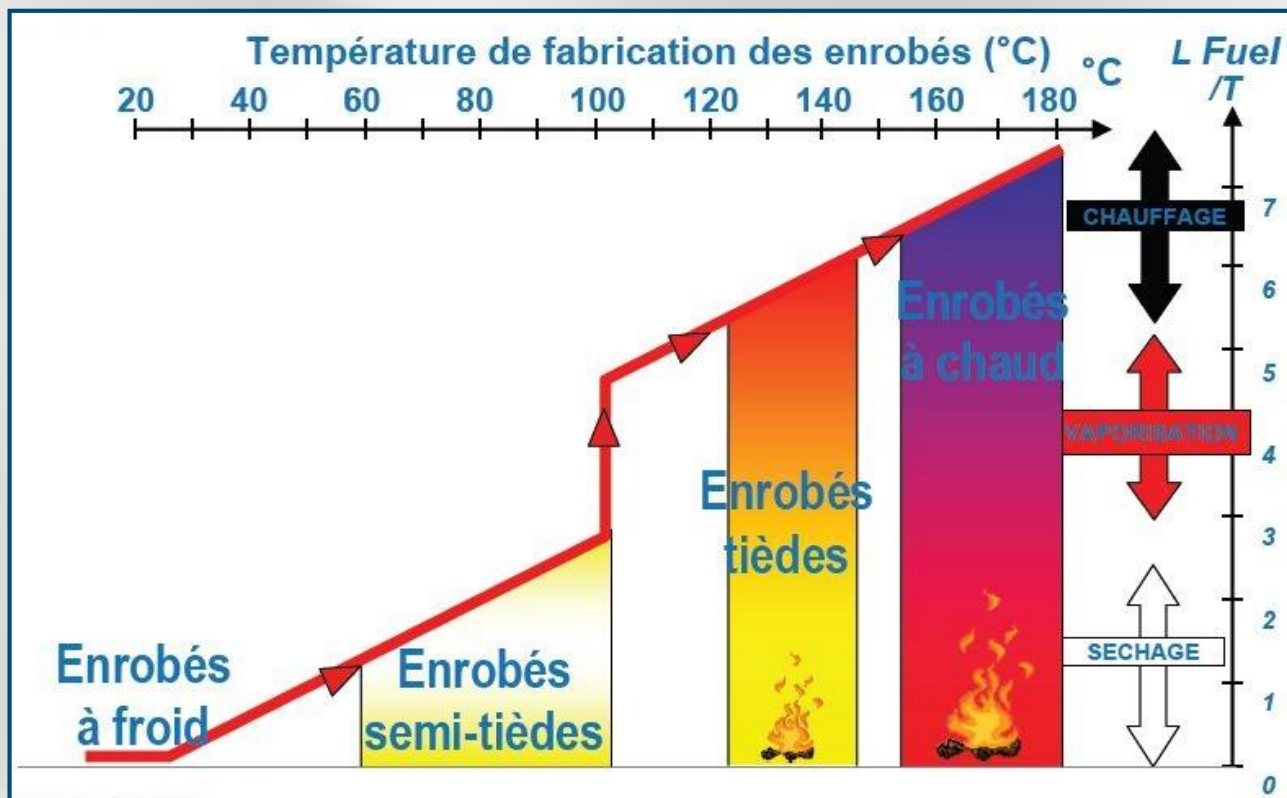 Température de fabrication des enrobés (°C)
°C
L Fuel
/T
20 40 60 80 100 120 140 160 180
CHAUFFAGE
7
6
Enrobés
à chaud
5
VAPORISATION
4
Enrobés
tièdes
3
2
SECHAGE
1
Enrobés
à froid
Enrobés
semi-tièdes
0